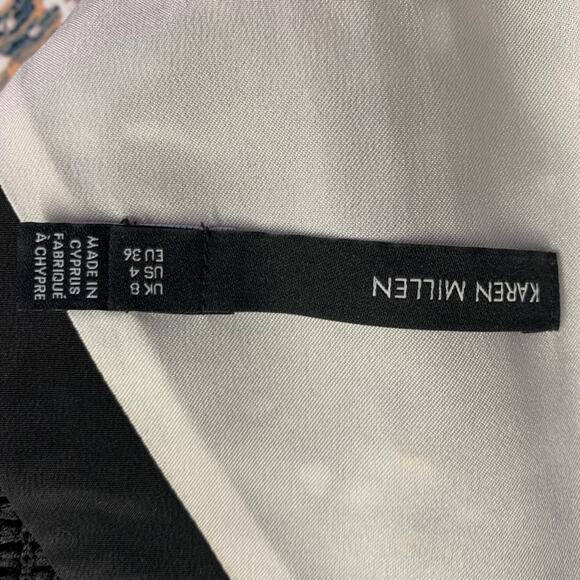 KAREN MILLEN
UK 8
US 4
EU 36
MADE IN
CYPRUS
FABRIQUÉ
À CHYPRE